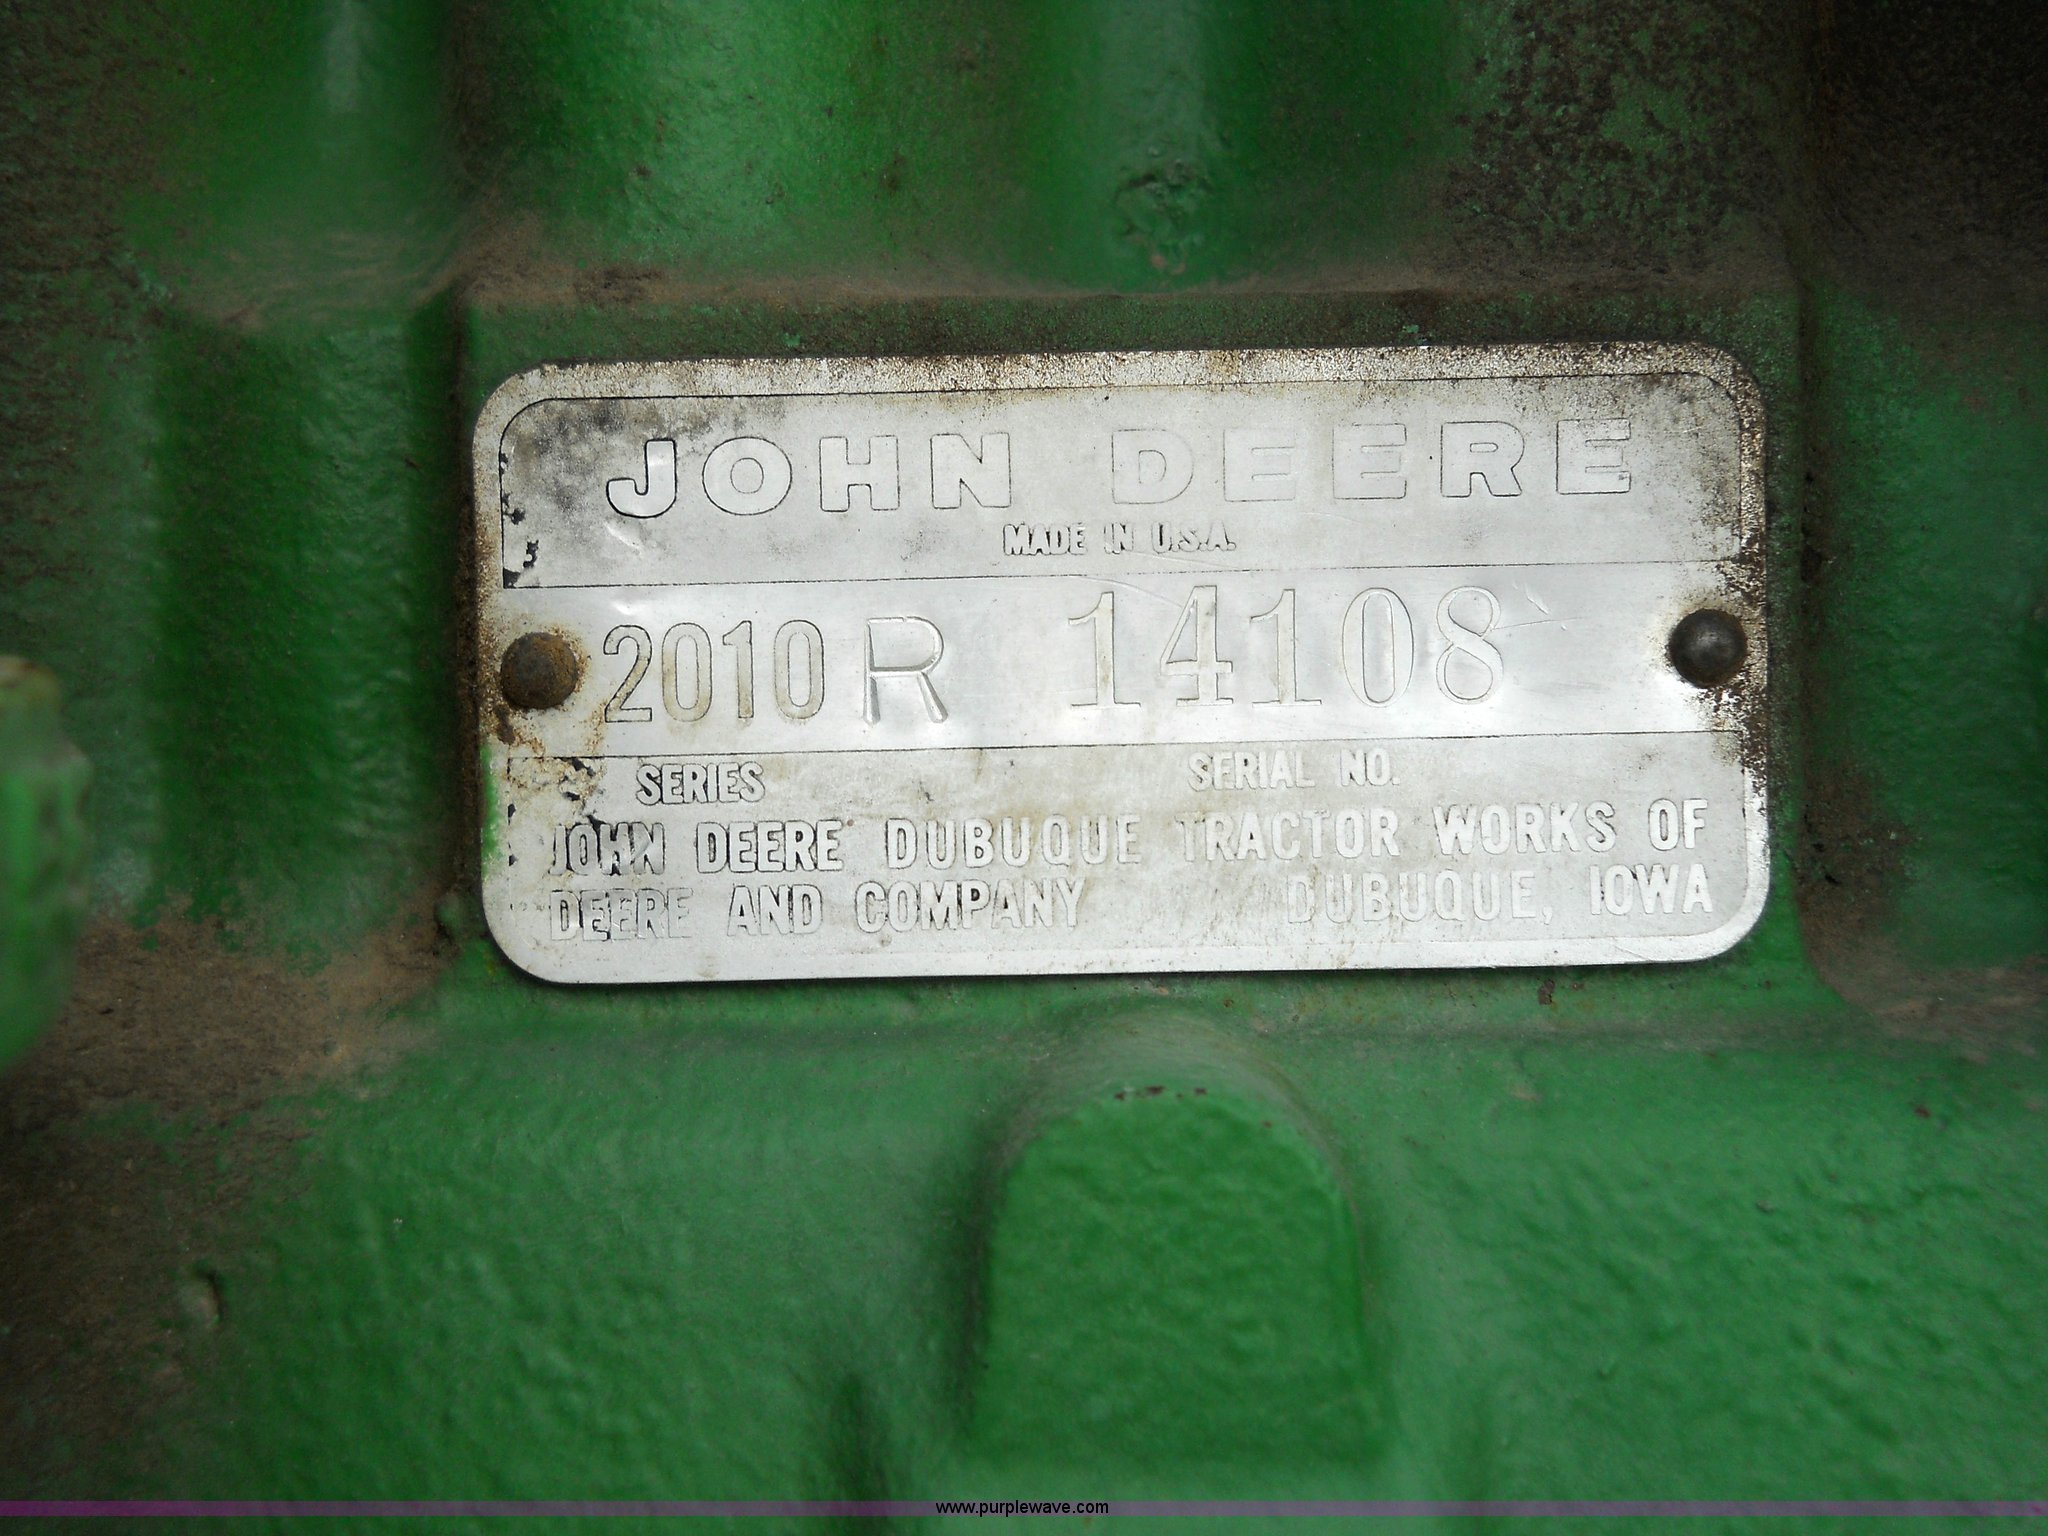 JOHN DEERE
MADE IN U.S.A.
2010 R 14108
SERIES SERIAL NO.
JOHN DEERE DUBUQUE TRACTOR WORKS OF
DEERE AND COMPANY DUBUQUE, IOWA
www.purplewave.com